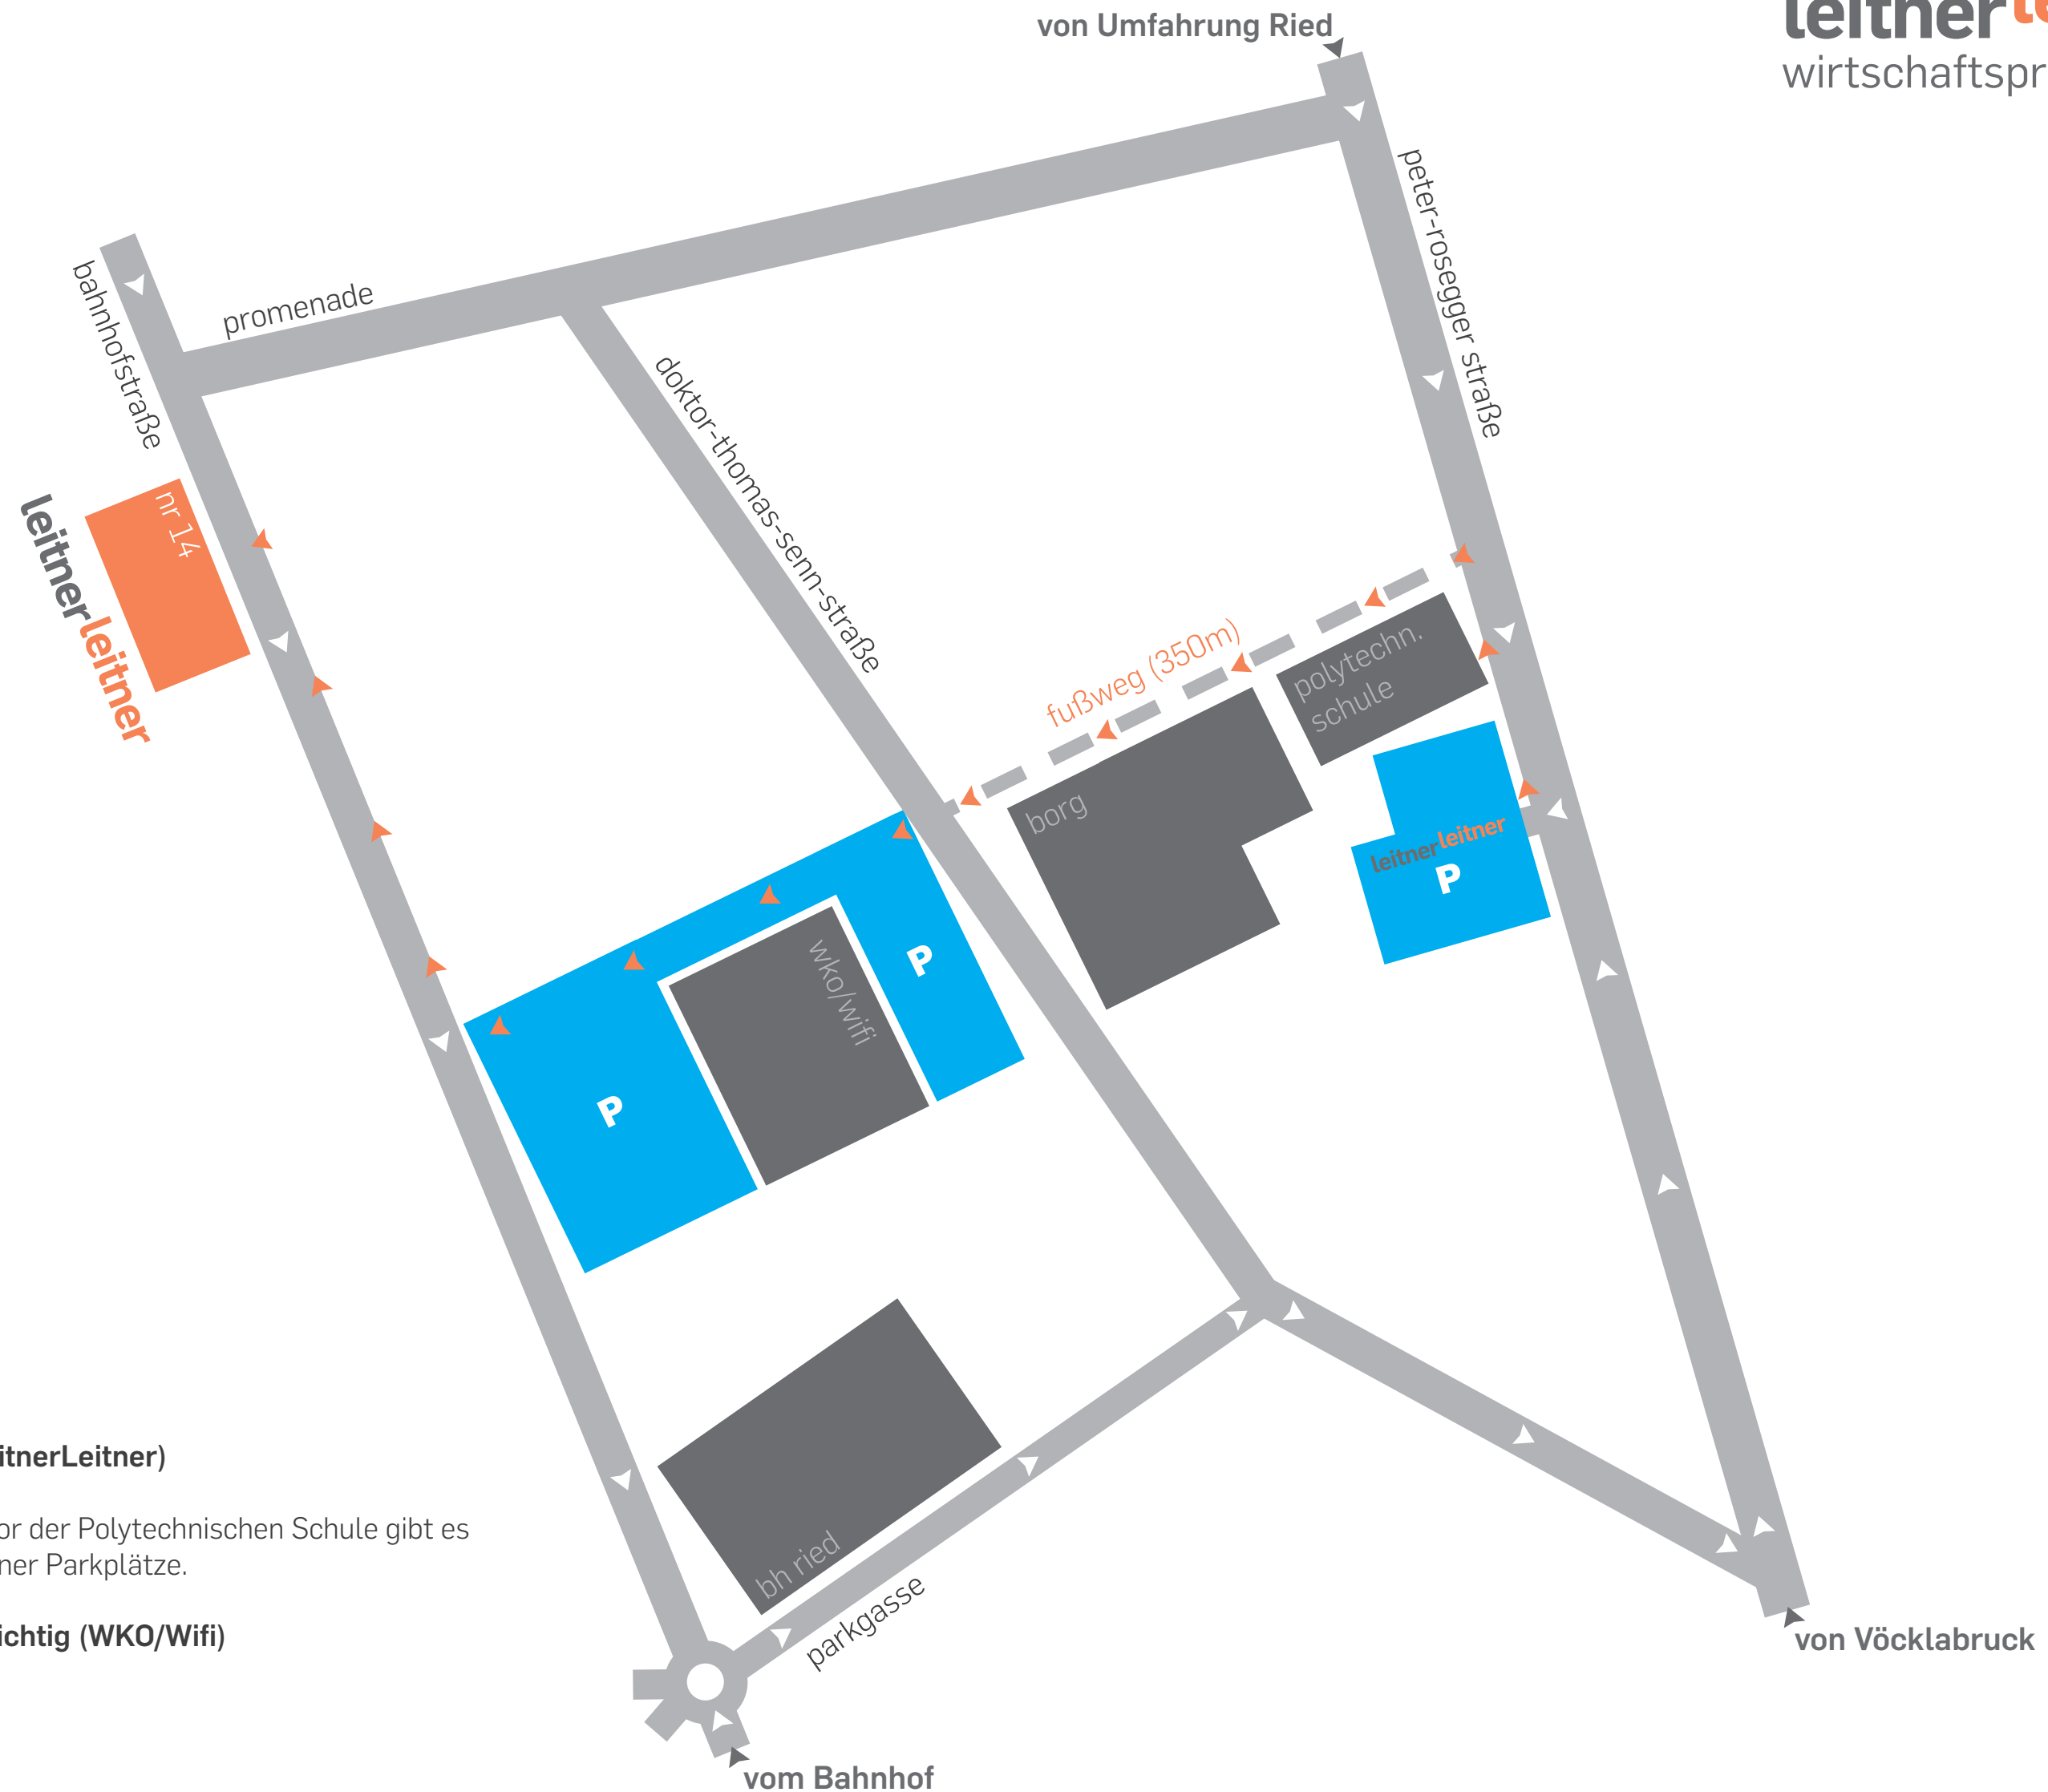 von Umfahrung Ried
leitner
wirtschaftspr
peter-rosegger straße
bahnhofstraße
promenade
doktor-thomas-senn-straße
nr 14
leitnerleitner
fußweg (350m)
polytechn.
schule
borg
leitnerleitner
P
wko/wifi
P
P
itnerLeitner)
or der Polytechnischen Schule gibt es
ner Parkplätze.
ichtig (WKO/Wifi)
bh ried
parkgasse
von Vöcklabruck
vom Bahnhof